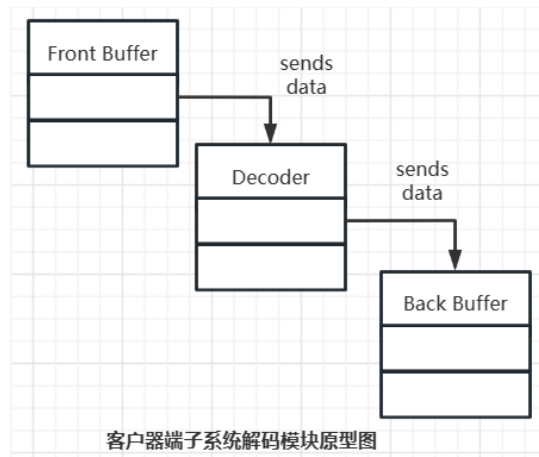 Front Buffer
sends
data
Decoder
sends
data
Back Buffer
客户器端子系统解码模块原型图